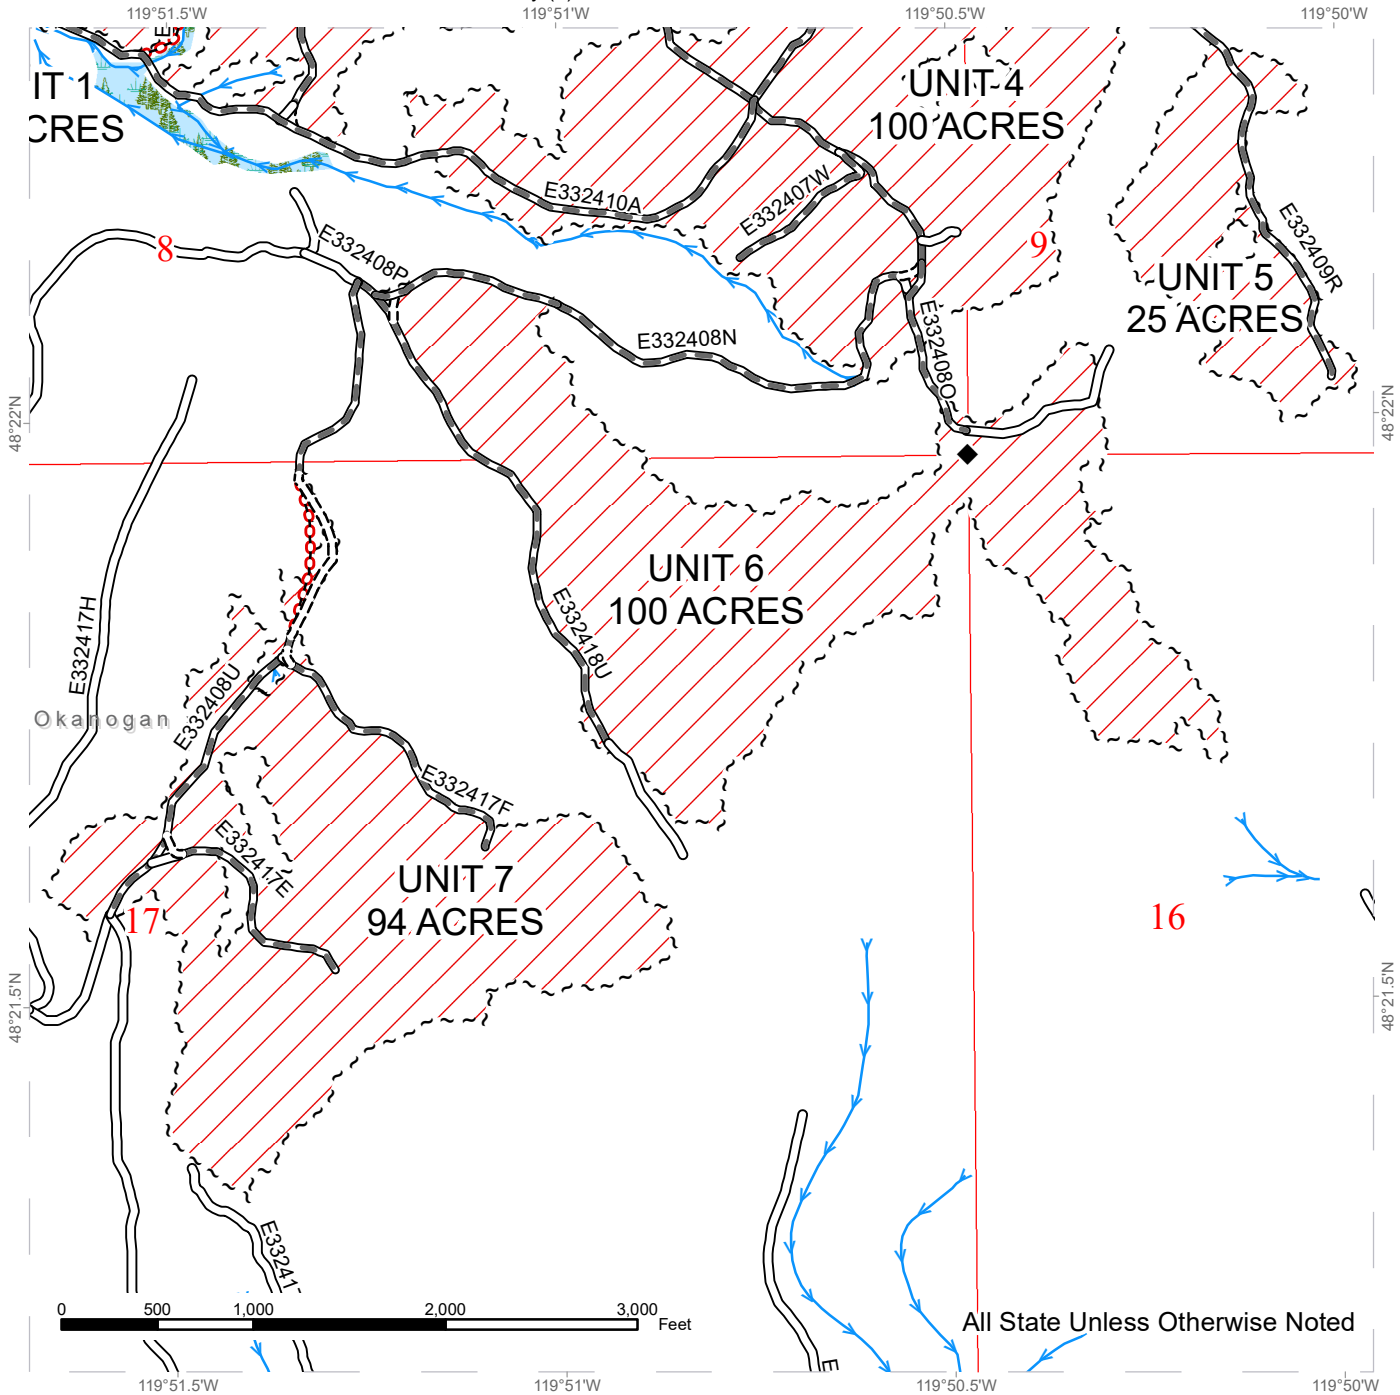 119°51.5'W
119°51'W
119°50.5'W
119°50'W
IT 1
CRES
UNIT 4
100 ACRES
E332410A
E332407W
E332409R
8
9
E332408P
UNIT 5
25 ACRES
E332408N
E332408O
48°22'N
48°22'N
UNIT 6
100 ACRES
E332418U
E332417H
E332408U
Okanogan
E332417F
E332417E
UNIT 7
94 ACRES
17
16
48°21.5'N
48°21.5'N
E33241
0
500
1,000
2,000
3,000
Feet
All State Unless Otherwise Noted
E
119°51.5'W
119°51'W
119°50.5'W
119°50'W